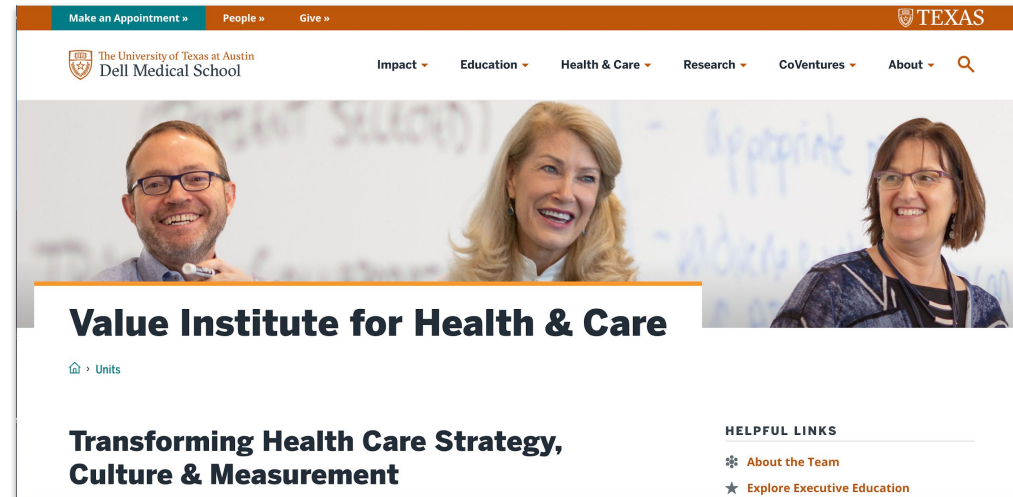 Make an Appointment » People » Give » TEXAS
The University of Texas at Austin
Dell Medical School
Impact Education Health & Care Research CoVentures About
Value Institute for Health & Care
› Units
Transforming Health Care Strategy,
Culture & Measurement
HELPFUL LINKS
About the Team
Explore Executive Education